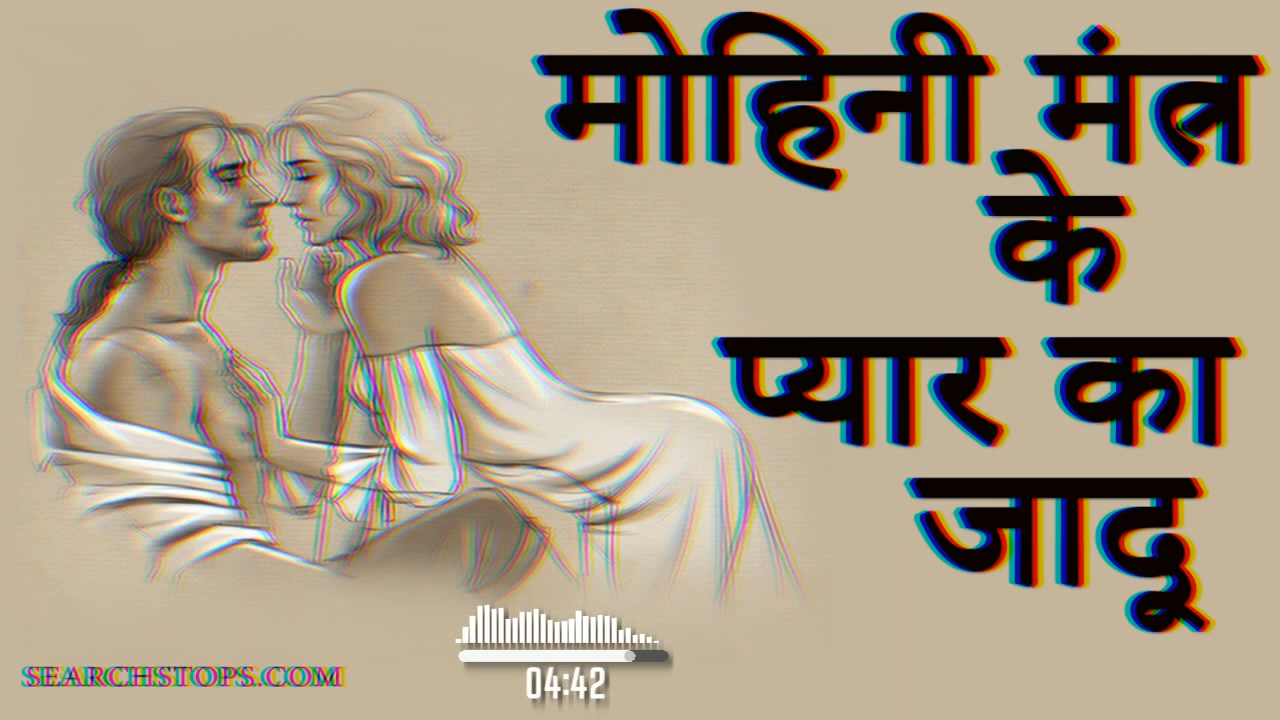 मोहिनी मंत्र
के
प्यार का
जादू
SEARCHSTOPS.COM
04:42